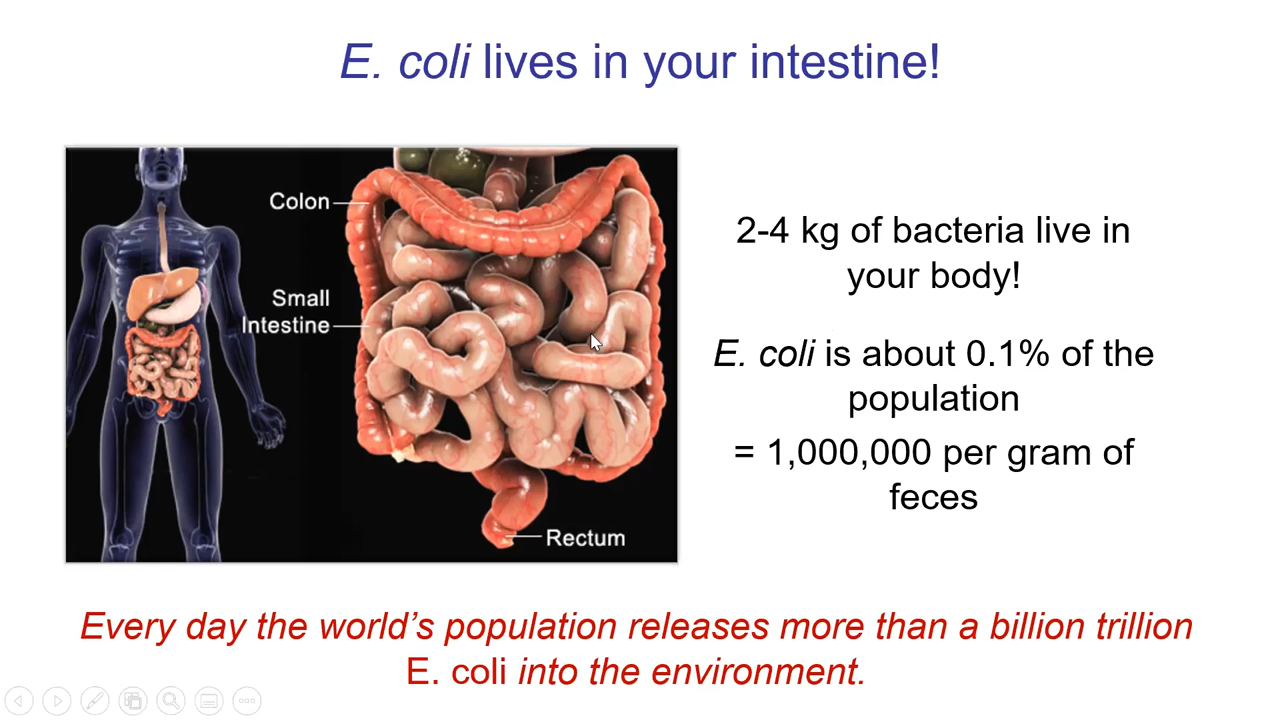 E. coli lives in your intestine!
Colon
Small
Intestine
Rectum
2-4 kg of bacteria live in
your body!
E. coli is about 0.1% of the
population
= 1,000,000 per gram of
feces
Every day the world’s population releases more than a billion trillion
E. coli into the environment.